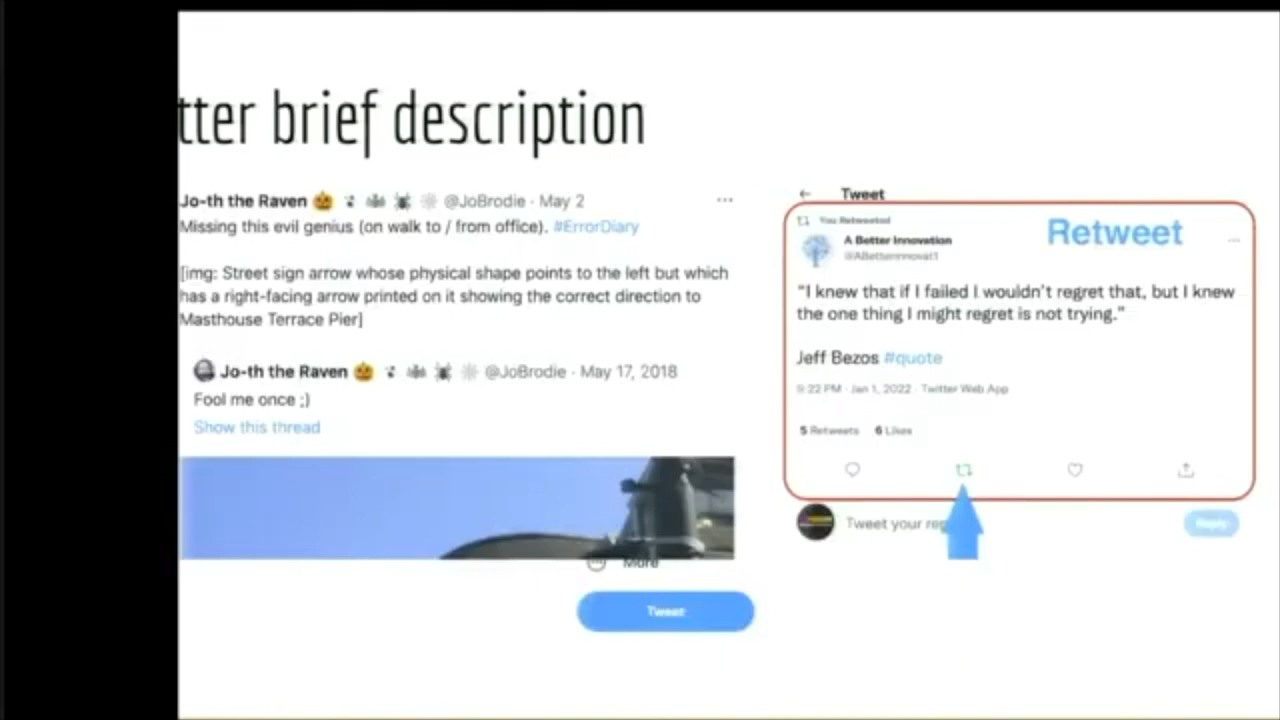 tter brief description
Jo-th the Raven @JoBrodie · May 2
Missing this evil genius (on walk to / from office). #ErrorDiary
[img: Street sign arrow whose physical shape points to the left but which
has a right-facing arrow printed on it showing the correct direction to
Masthouse Terrace Pier]
Jo-th the Raven @JoBrodie · May 17, 2018
Fool me once ;)
Show this thread
More
Tweet
Tweet
You Retweeted
Retweet
A Better Innovation
"I knew that if I failed I wouldn't regret that, but I knew
the one thing I might regret is not trying."
Jeff Bezos #quote
9:22 PM · Jan 1, 2022 · Twitter Web App
5 Retweets 6 Likes
Tweet your rep
Reply